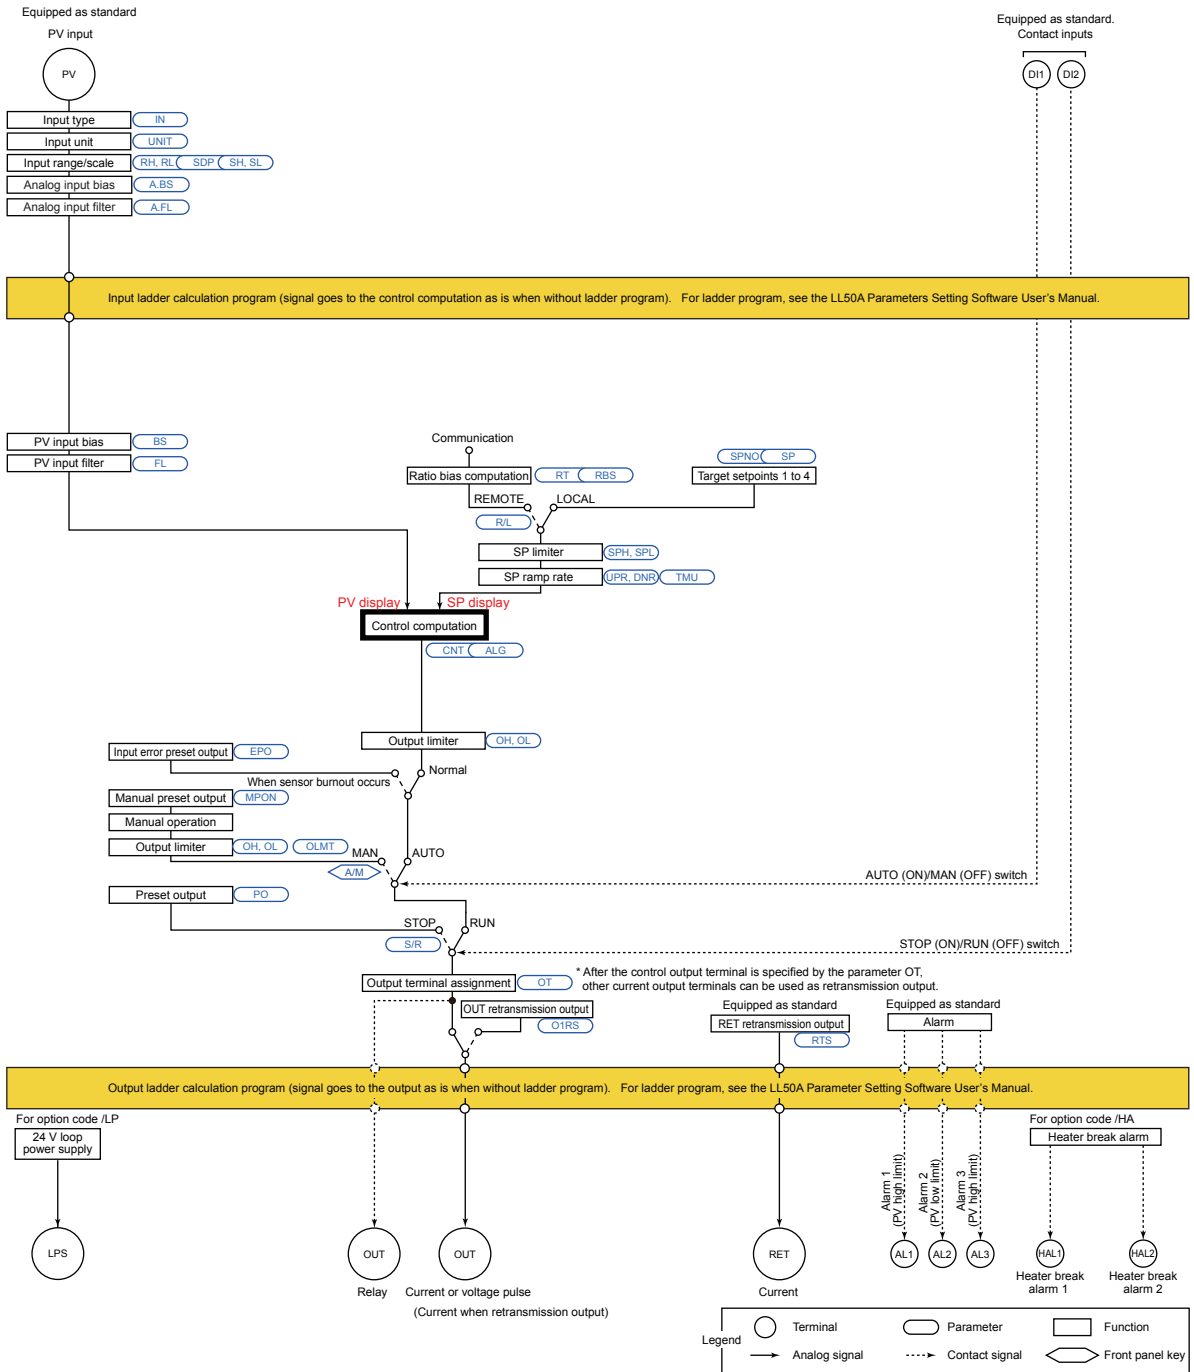 Equipped as standard
PV input
PV
Equipped as standard.
Contact inputs
DI1
DI2
Input type
IN
Input unit
UNIT
Input range/scale
RH, RL
SDP
SH, SL
Analog input bias
A.BS
Analog input filter
A.FL
Input ladder calculation program (signal goes to the control computation as is when without ladder program).   For ladder program, see the LL50A Parameters Setting Software User's Manual.
PV input bias
BS
PV input filter
FL
Communication
Ratio bias computation
RT
RBS
SPNO
SP
Target setpoints 1 to 4
REMOTE
LOCAL
R/L
SP limiter
SPH, SPL
SP ramp rate
UPR, DNR
TMU
PV display
SP display
Control computation
CNT
ALG
Output limiter
OH, OL
Input error preset output
EPO
When sensor burnout occurs
Normal
Manual preset output
MPON
Manual operation
Output limiter
OH, OL
OLMT
MAN
AUTO
A/M
AUTO (ON)/MAN (OFF) switch
Preset output
PO
STOP
RUN
S/R
STOP (ON)/RUN (OFF) switch
Output terminal assignment
OT
* After the control output terminal is specified by the parameter OT,
other current output terminals can be used as retransmission output.
OUT retransmission output
O1RS
Equipped as standard
RET retransmission output
RTS
Equipped as standard
Alarm
Output ladder calculation program (signal goes to the output as is when without ladder program).   For ladder program, see the LL50A Parameter Setting Software User's Manual.
For option code /LP
24 V loop
power supply
For option code /HA
Heater break alarm
Alarm 1
(PV high limit)
Alarm 2
(PV low limit)
Alarm 3
(PV high limit)
LPS
OUT
OUT
RET
AL1
AL2
AL3
HAL1
HAL2
Relay
Current or voltage pulse
(Current when retransmission output)
Current
Heater break
alarm 1
Heater break
alarm 2
Legend
Terminal
Parameter
Function
Analog signal
Contact signal
Front panel key